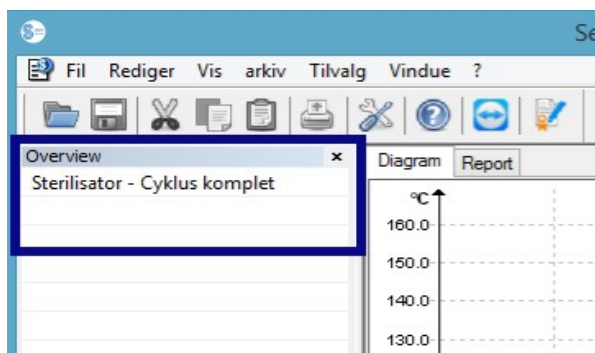 Se
Fil Rediger Vis arkiv Tilvalg Vindue ?
Overview x
Diagram Report
Sterilisator - Cyklus komplet
°C
160.0
150.0
140.0
130.0